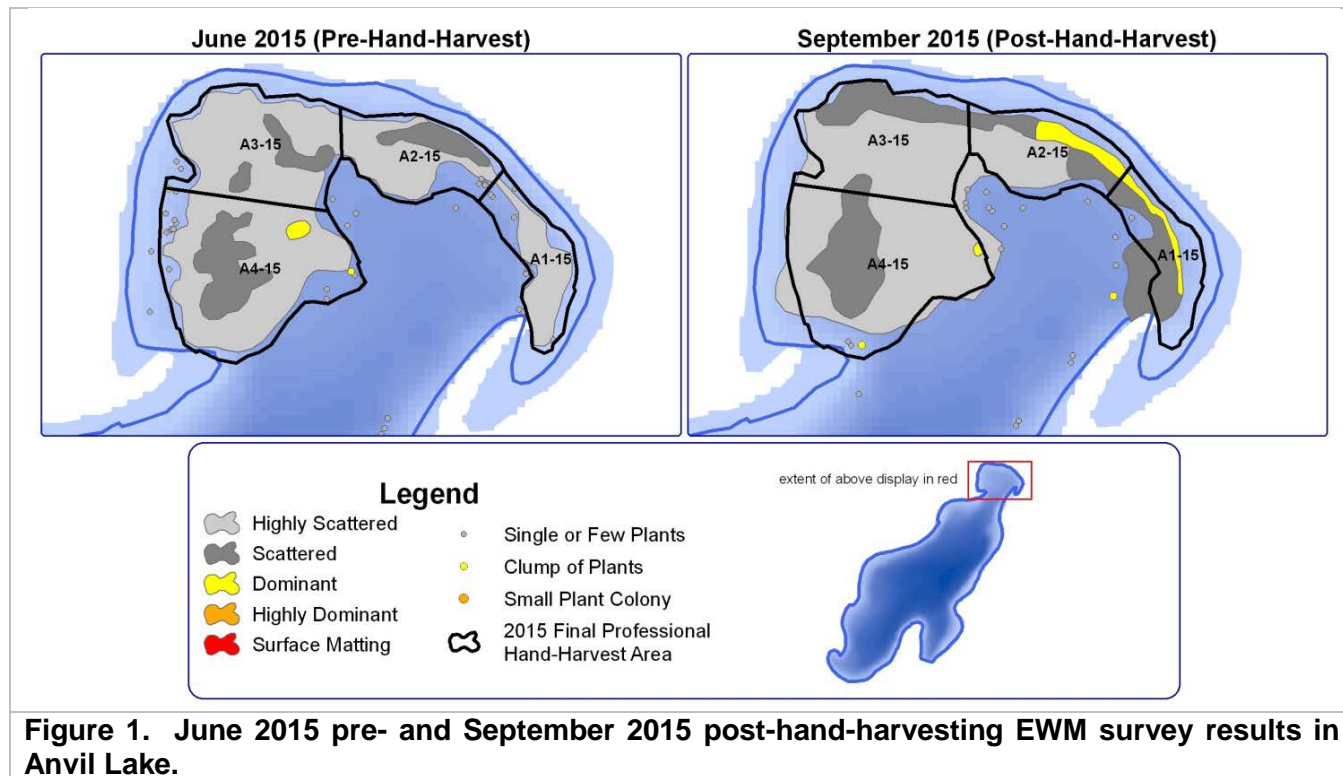 June 2015 (Pre-Hand-Harvest)
September 2015 (Post-Hand-Harvest)
A3-15
A2-15
A4-15
A1-15
A3-15
A2-15
A4-15
A1-15
Legend
Highly Scattered
Scattered
Dominant
Highly Dominant
Surface Matting
Single or Few Plants
Clump of Plants
Small Plant Colony
2015 Final Professional
Hand-Harvest Area
extent of above display in red
Figure 1. June 2015 pre- and September 2015 post-hand-harvesting EWM survey results in
Anvil Lake.